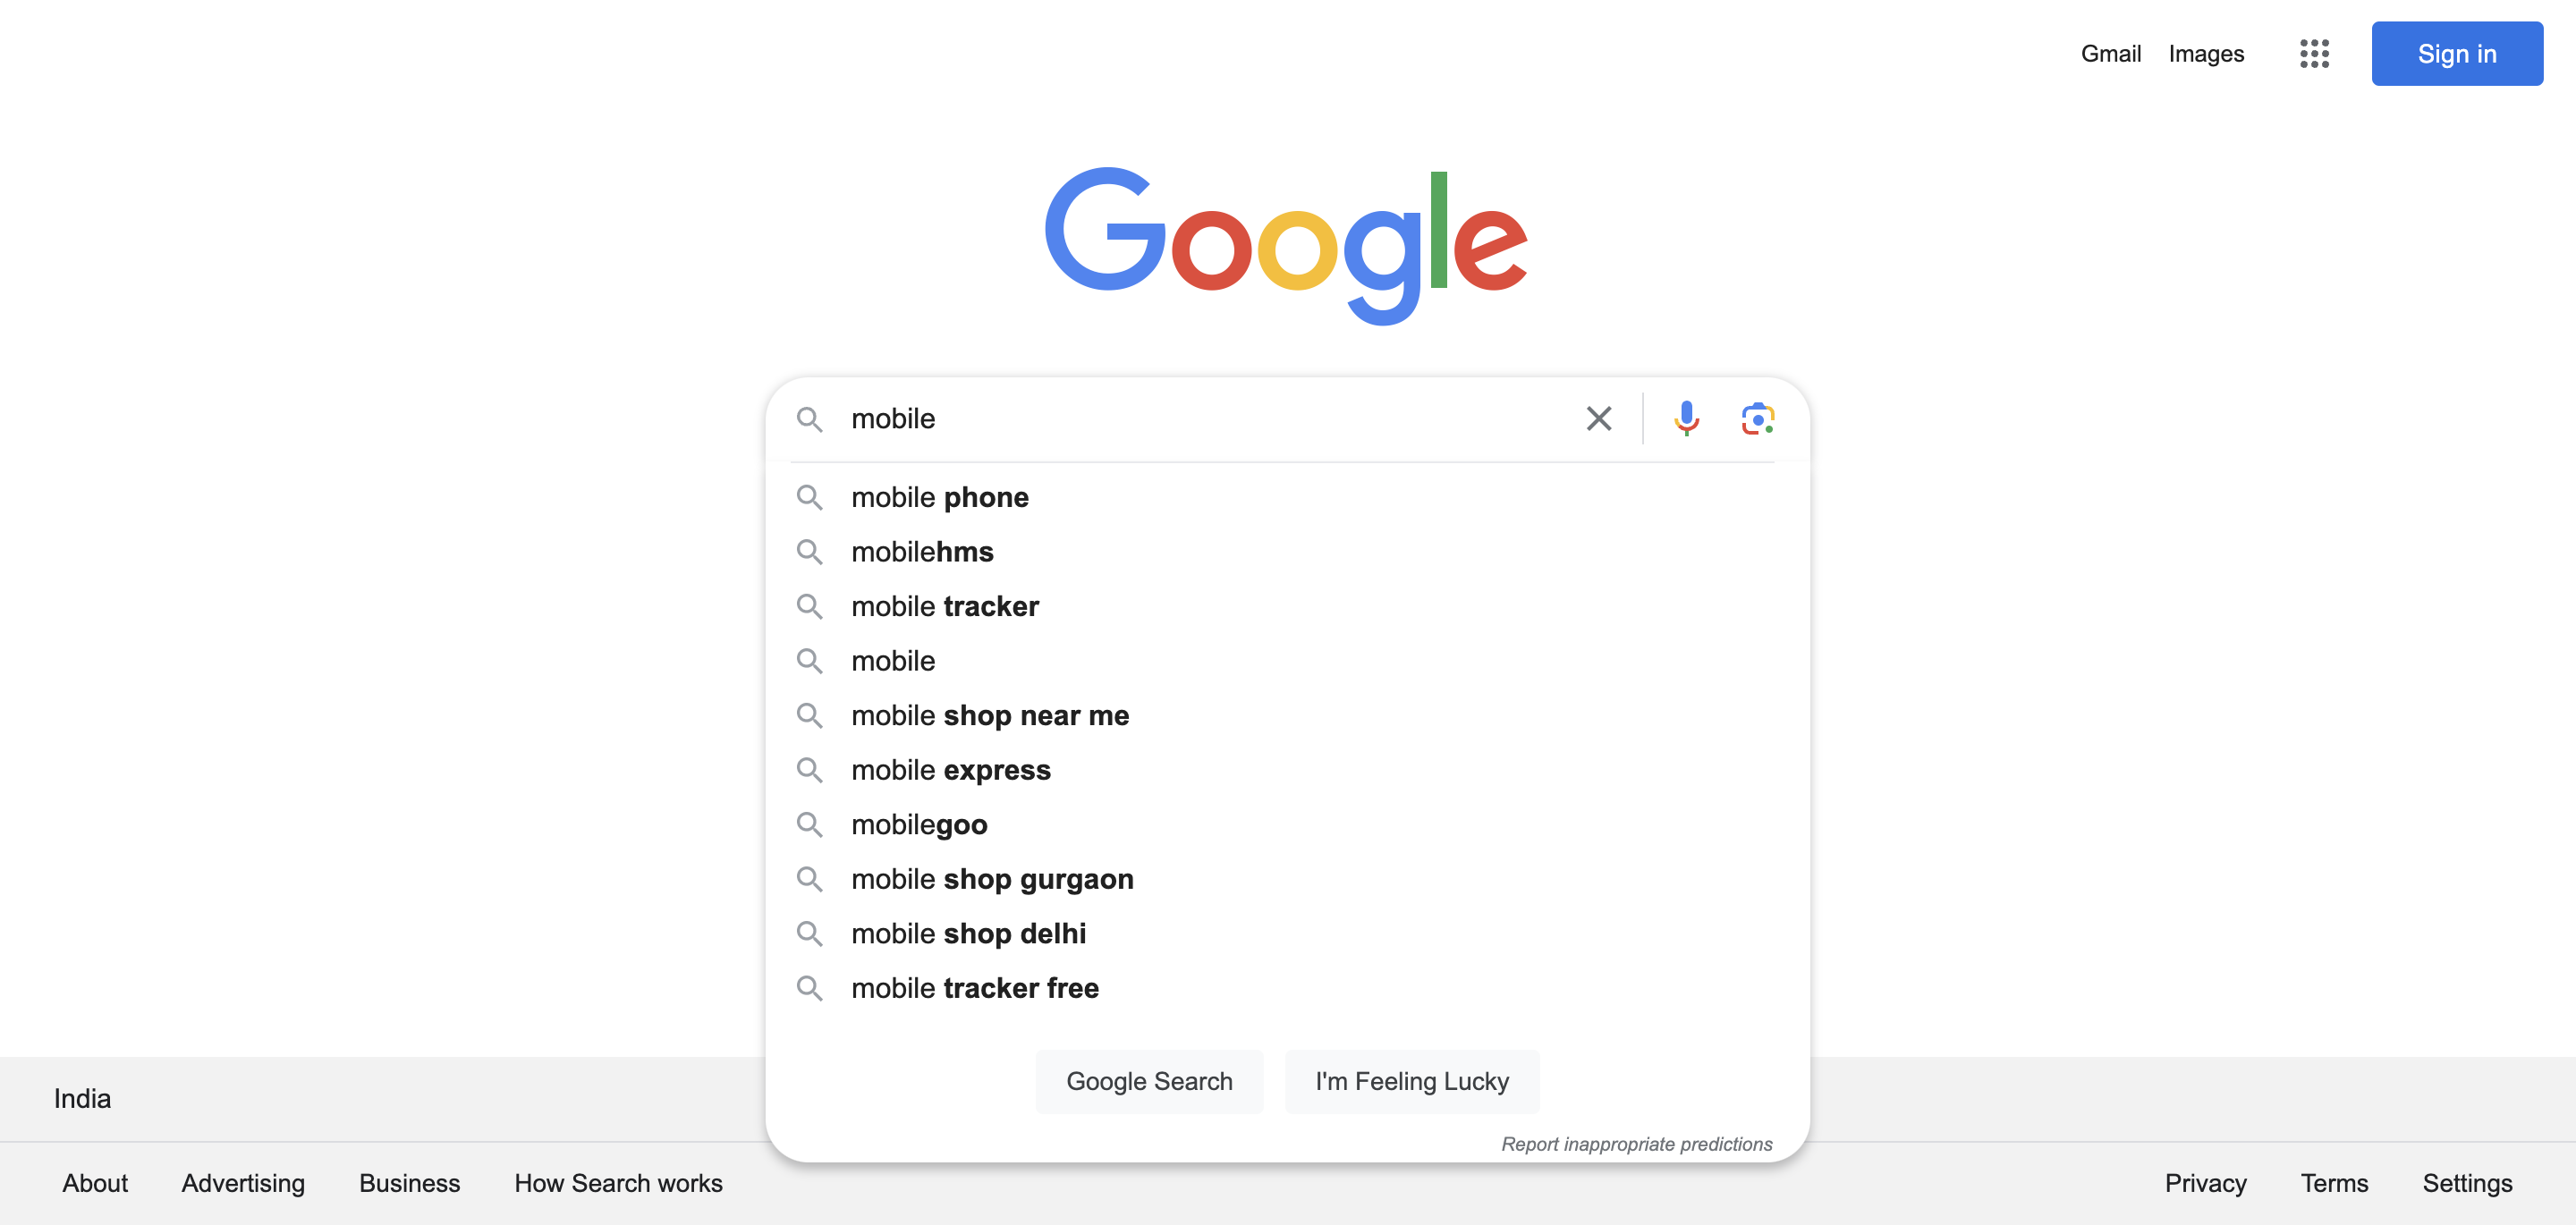 Gmail Images Sign in
Google
mobile
mobile phone
mobilehms
mobile tracker
mobile
mobile shop near me
mobile express
mobilegoo
mobile shop gurgaon
mobile shop delhi
mobile tracker free
Google Search I'm Feeling Lucky
Report inappropriate predictions
India
About Advertising Business How Search works Privacy Terms Settings